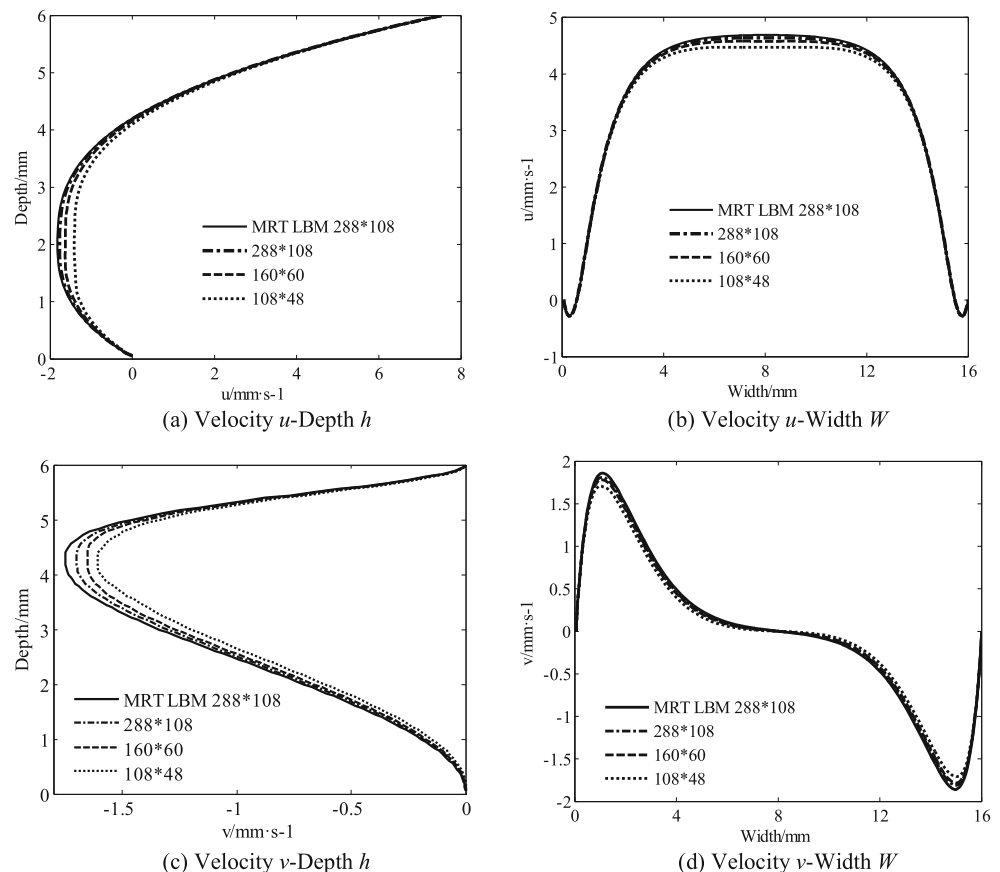 6
5
4
3
2
1
0
Depth/mm
MRT LBM 288*108
288*108
160*60
108*48
-2 0 2 4 6 8
u/mm·s-1
(a) Velocity u-Depth h
5
4
3
2
1
0
-1
u/mm·s-1
MRT LBM 288*108
288*108
160*60
108*48
0 4 8 12 16
Width/mm
(b) Velocity u-Width W
6
5
4
3
2
1
0
Depth/mm
MRT LBM 288*108
288*108
160*60
108*48
-1.5 -1 -0.5 0
v/mm·s-1
(c) Velocity v-Depth h
2
1.5
1
0.5
0
-0.5
-1
-1.5
-2
v/mm·s-1
MRT LBM 288*108
288*108
160*60
108*48
0 4 8 12 16
Width/mm
(d) Velocity v-Width W